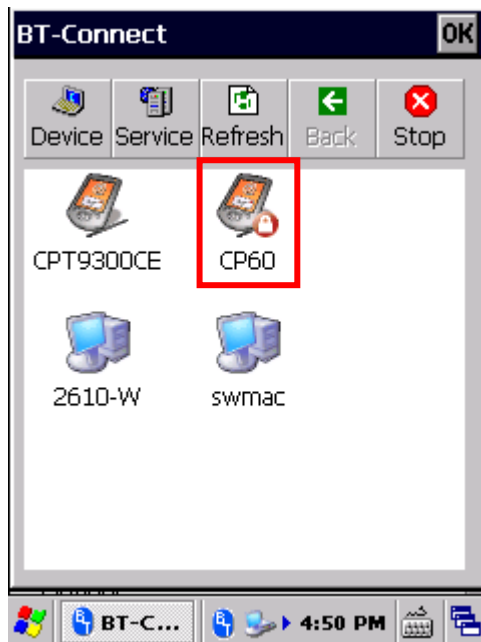 BT-Connect OK
Device Service Refresh Back Stop
CPT9300CE CP60
2610-W swmac
BT-C... 4:50 PM